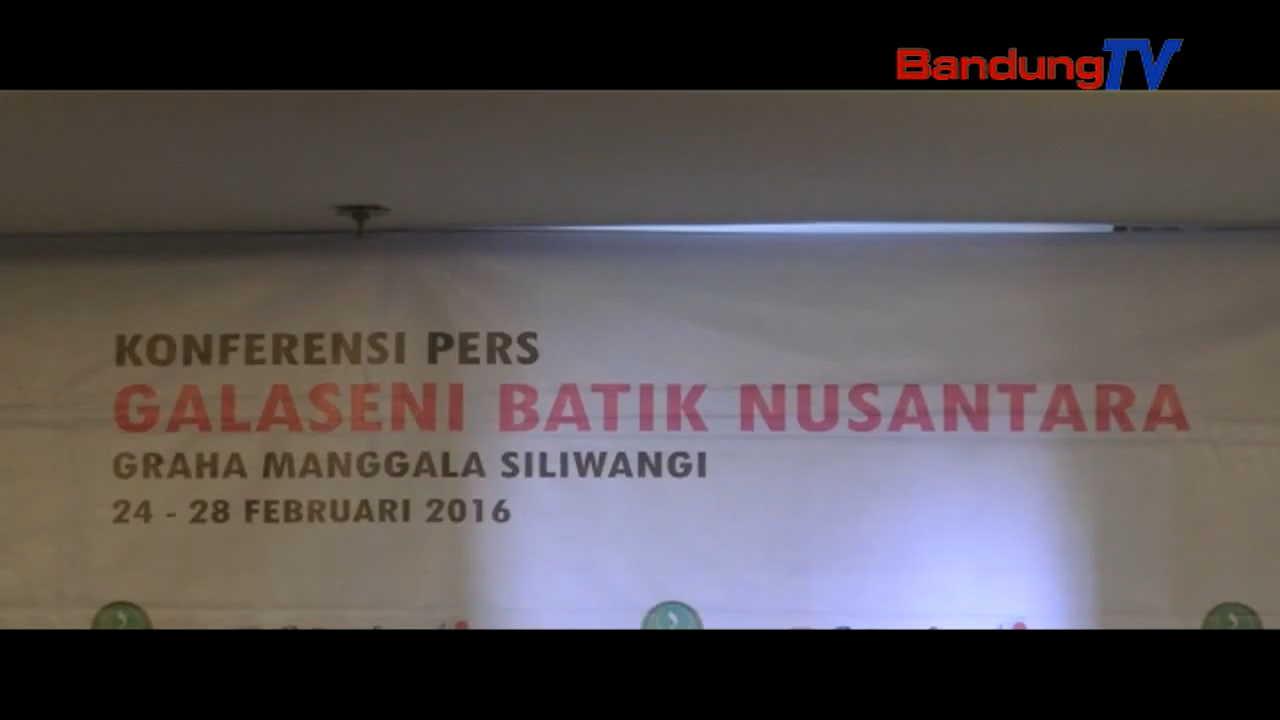 BandungTV
KONFERENSI PERS
GALASENI BATIK NUSANTARA
GRAHA MANGGALA SILIWANGI
24 - 28 FEBRUARI 2016